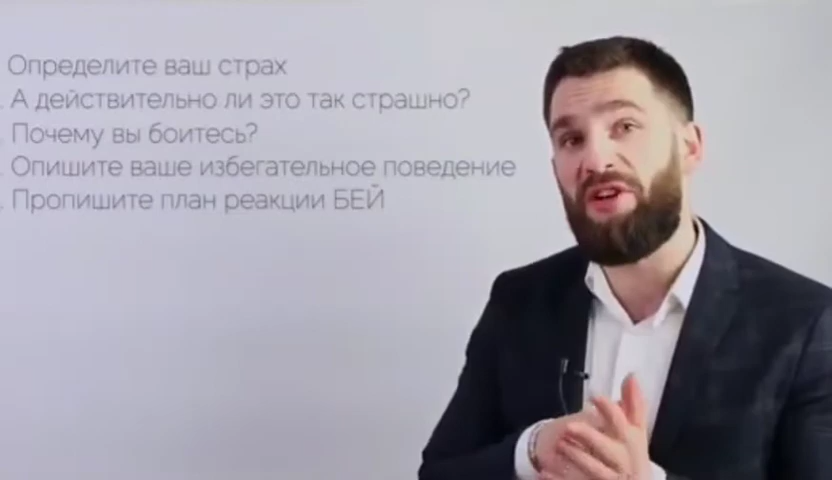 Определите ваш страх
. А действительно ли это так страшно?
. Почему вы боитесь?
. Опишите ваше избегательное поведение
. Пропишите план реакции БЕЙ